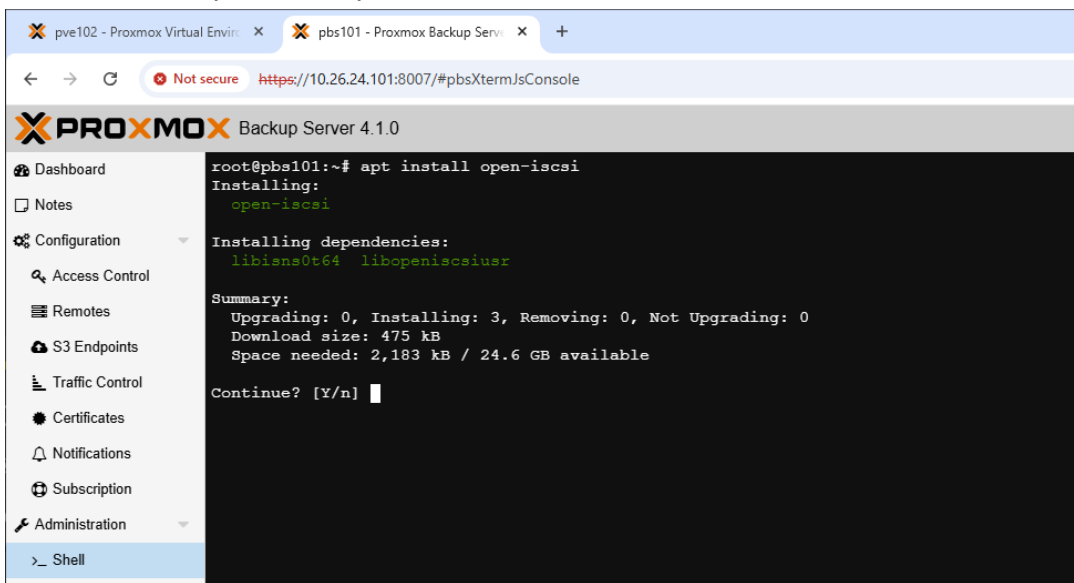 pve102 - Proxmox Virtual Enviro
pbs101 - Proxmox Backup Serve
Not secure https://10.26.24.101:8007/#pbsXtermJsConsole
PROXMOX Backup Server 4.1.0
Dashboard
Notes
Configuration
Access Control
Remotes
S3 Endpoints
Traffic Control
Certificates
Notifications
Subscription
Administration
>_ Shell
root@pbs101:~# apt install open-iscsi
Installing:
open-iscsi
Installing dependencies:
libisns0t64 libopeniscsiusr
Summary:
Upgrading: 0, Installing: 3, Removing: 0, Not Upgrading: 0
Download size: 475 kB
Space needed: 2,183 kB / 24.6 GB available
Continue? [Y/n]